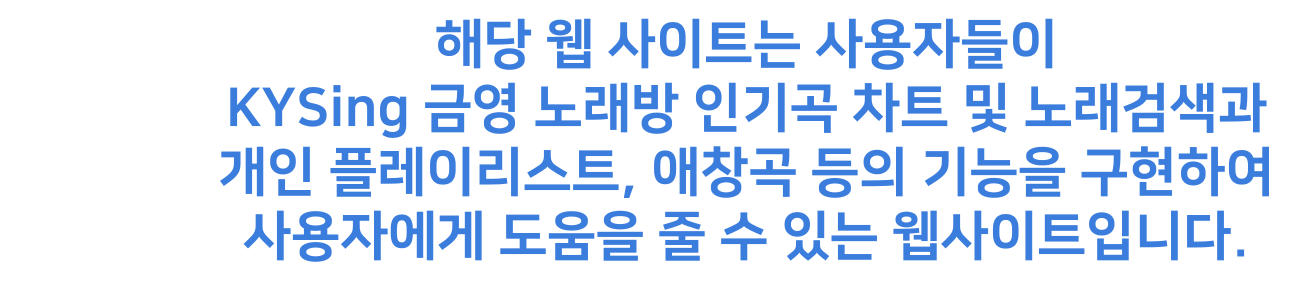 해당 웹 사이트는 사용자들이
KYSing 금영 노래방 인기곡 차트 및 노래검색과
개인 플레이리스트, 애창곡 등의 기능을 구현하여
사용자에게 도움을 줄 수 있는 웹사이트입니다.